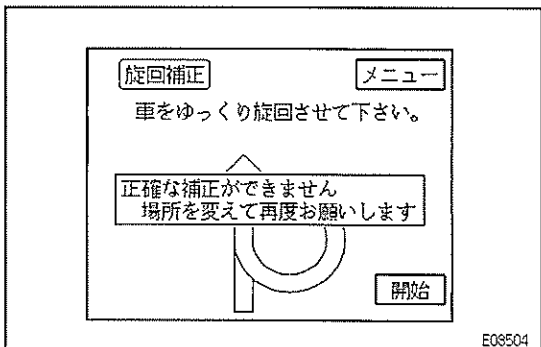 旋回補正
メニュー
車をゆっくり旋回させて下さい。
正確な補正ができません
場所を変えて再度お願いします
開始
E03504